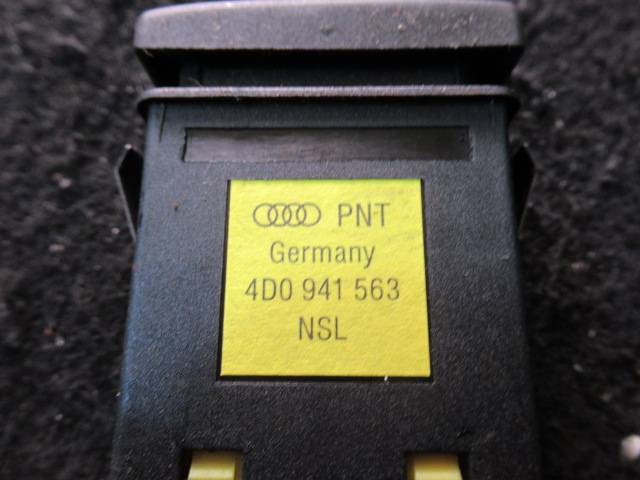 PNT
Germany
4D0 941 563
NSL